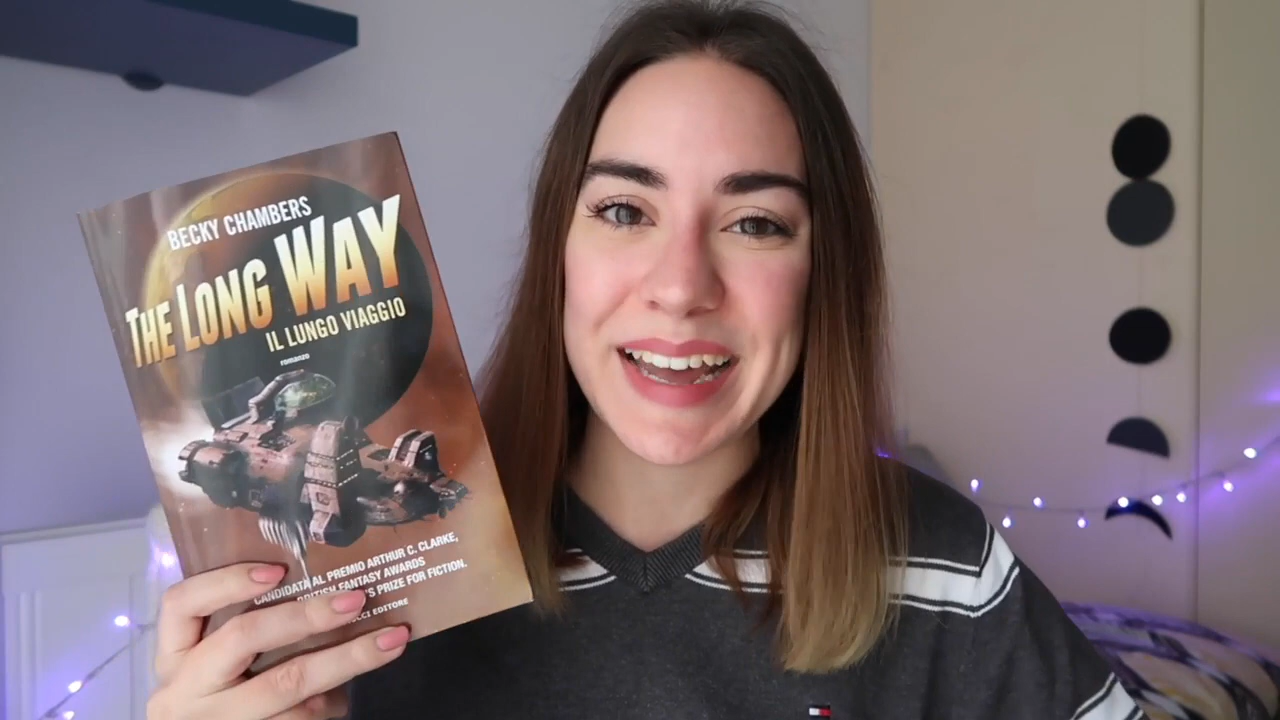 BECKY CHAMBERS
THE LONG WAY
IL LUNGO VIAGGIO
romanzo
CANDIDATA AL PREMIO ARTHUR C. CLARKE,
BRITISH FANTASY AWARDS
PRIZE FOR FICTION.
EDITORE